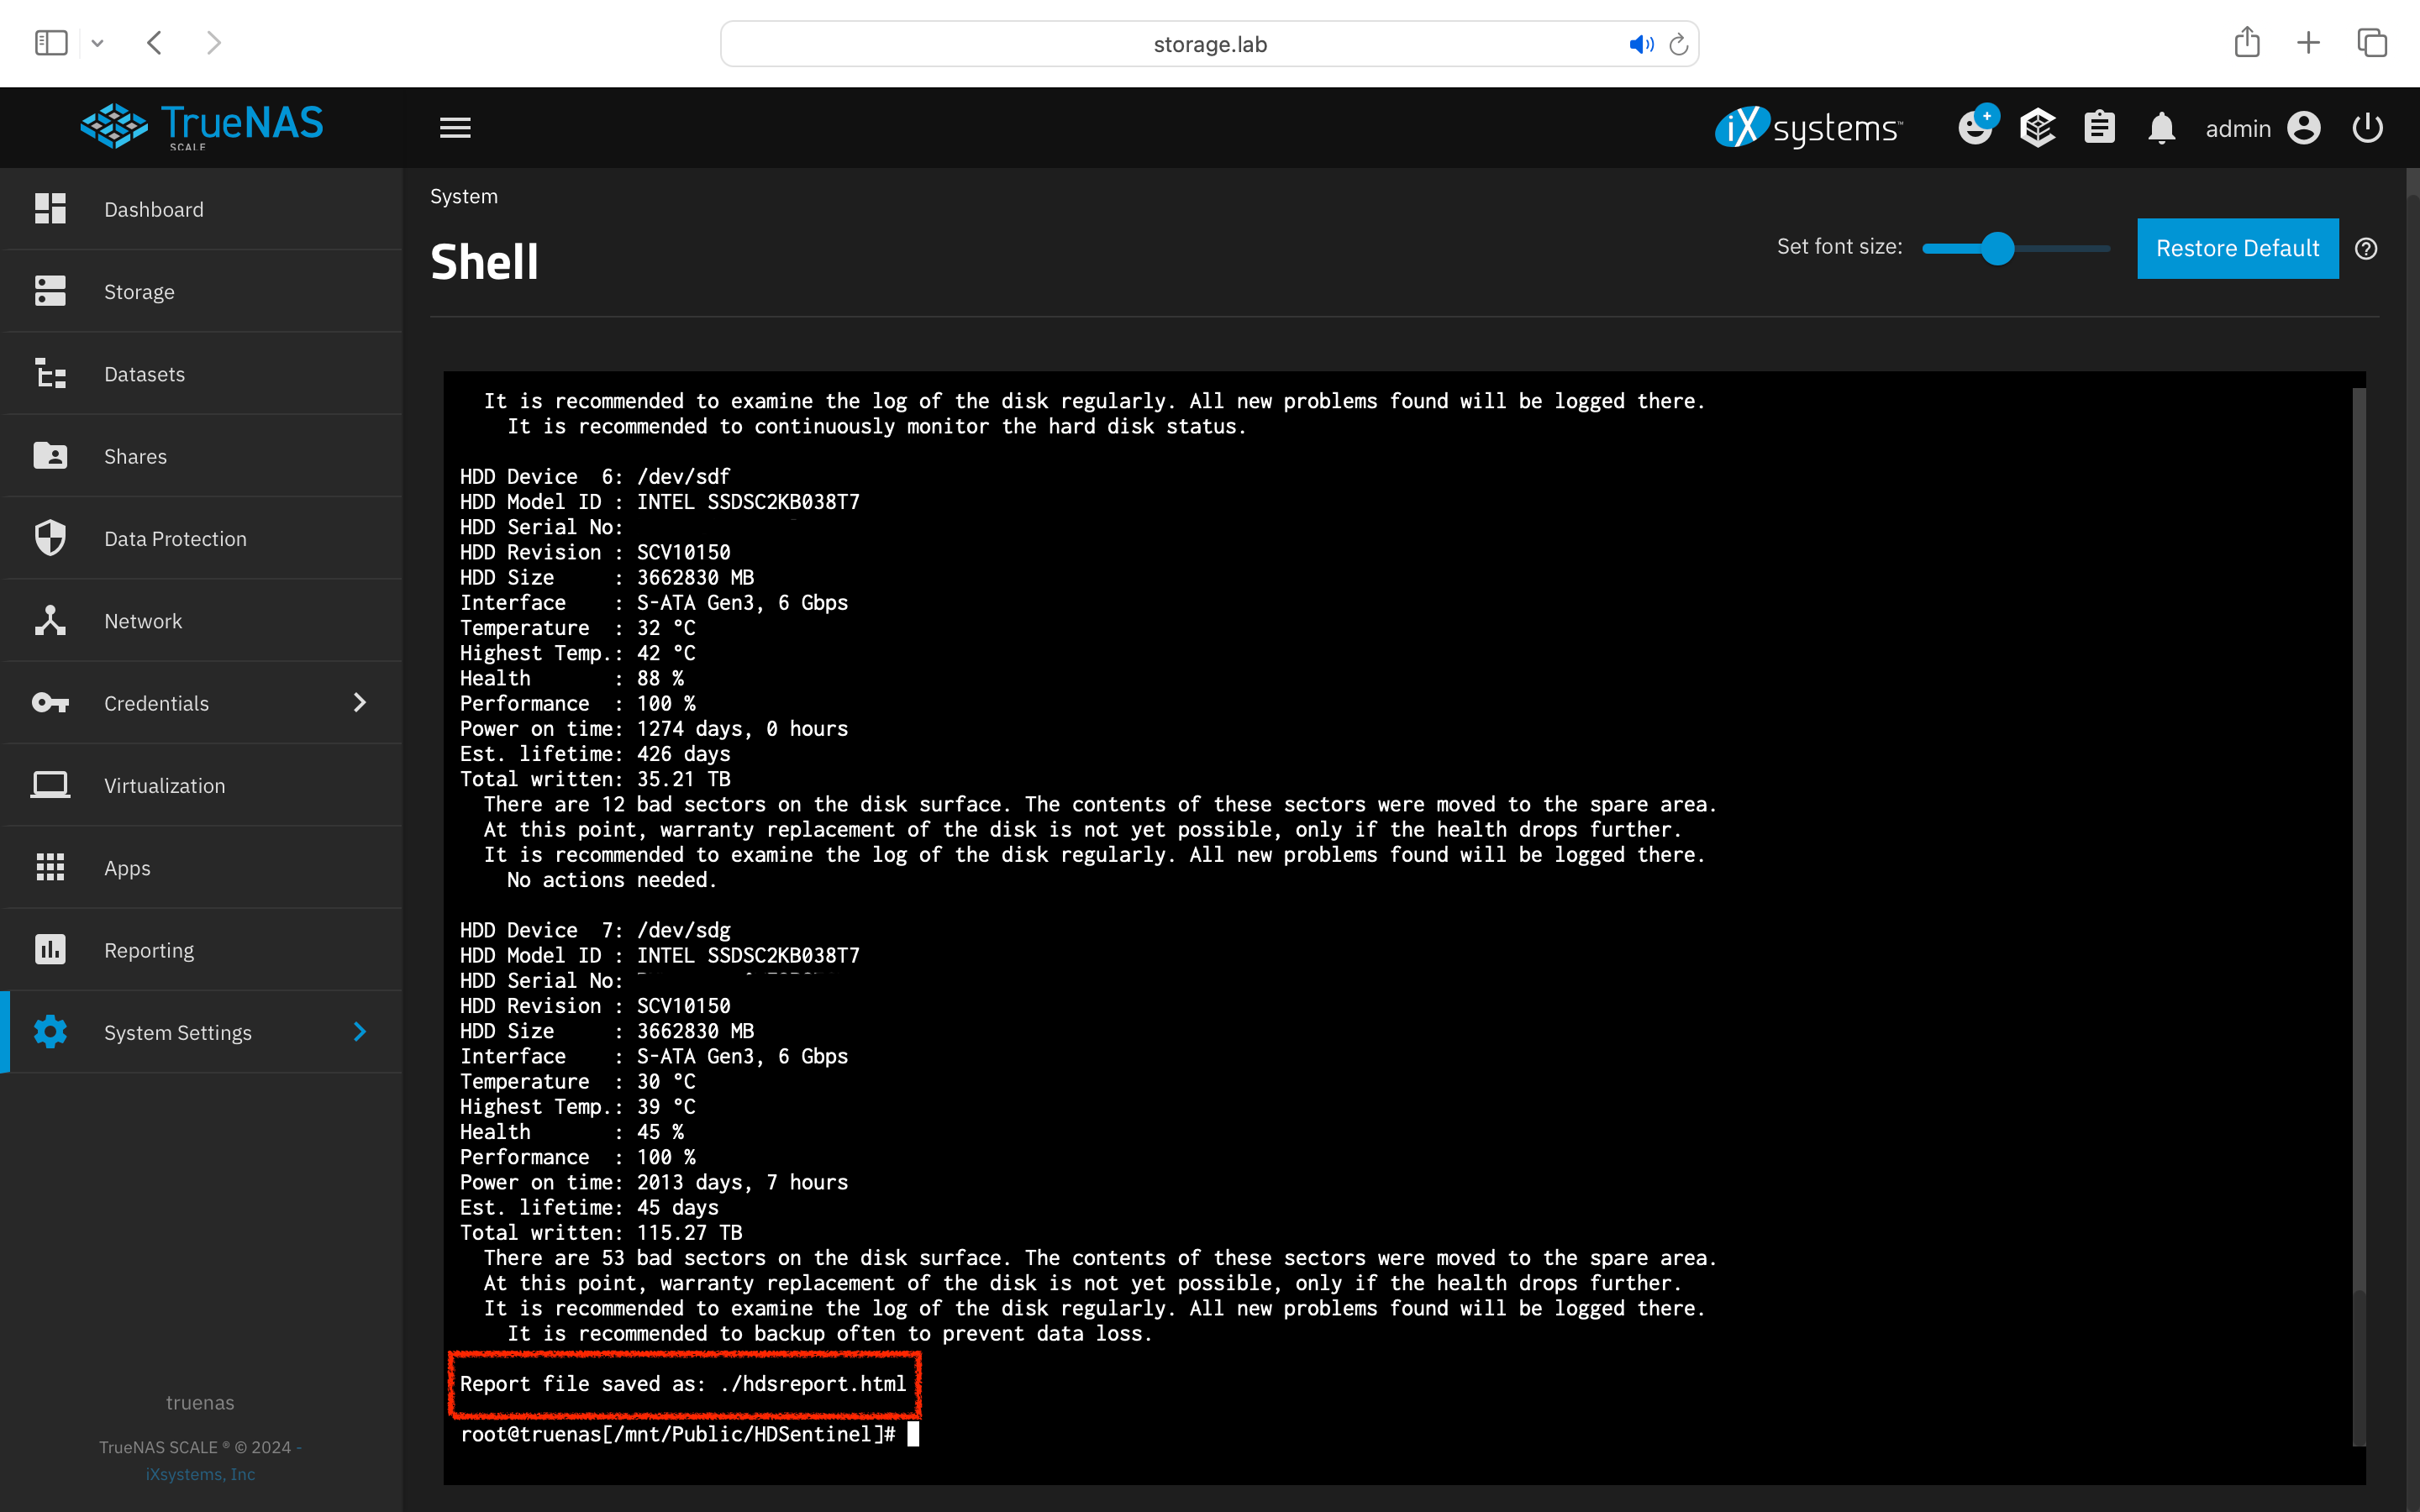 storage.lab
TrueNAS
SCALE
iXsystems™
admin
Dashboard
Storage
Datasets
Shares
Data Protection
Network
Credentials
Virtualization
Apps
Reporting
System Settings
truenas
TrueNAS SCALE ® © 2024 -
iXsystems, Inc
System
Shell
Set font size:
Restore Default
It is recommended to examine the log of the disk regularly. All new problems found will be logged there.
It is recommended to continuously monitor the hard disk status.
HDD Device  6: /dev/sdf
HDD Model ID : INTEL SSDSC2KB038T7
HDD Serial No:
HDD Revision : SCV10150
HDD Size     : 3662830 MB
Interface    : S-ATA Gen3, 6 Gbps
Temperature  : 32 °C
Highest Temp.: 42 °C
Health       : 88 %
Performance  : 100 %
Power on time: 1274 days, 0 hours
Est. lifetime: 426 days
Total written: 35.21 TB
There are 12 bad sectors on the disk surface. The contents of these sectors were moved to the spare area.
At this point, warranty replacement of the disk is not yet possible, only if the health drops further.
It is recommended to examine the log of the disk regularly. All new problems found will be logged there.
No actions needed.
HDD Device  7: /dev/sdg
HDD Model ID : INTEL SSDSC2KB038T7
HDD Serial No:
HDD Revision : SCV10150
HDD Size     : 3662830 MB
Interface    : S-ATA Gen3, 6 Gbps
Temperature  : 30 °C
Highest Temp.: 39 °C
Health       : 45 %
Performance  : 100 %
Power on time: 2013 days, 7 hours
Est. lifetime: 45 days
Total written: 115.27 TB
There are 53 bad sectors on the disk surface. The contents of these sectors were moved to the spare area.
At this point, warranty replacement of the disk is not yet possible, only if the health drops further.
It is recommended to examine the log of the disk regularly. All new problems found will be logged there.
It is recommended to backup often to prevent data loss.
Report file saved as: ./hdsreport.html
root@truenas[/mnt/Public/HDSentinel]#